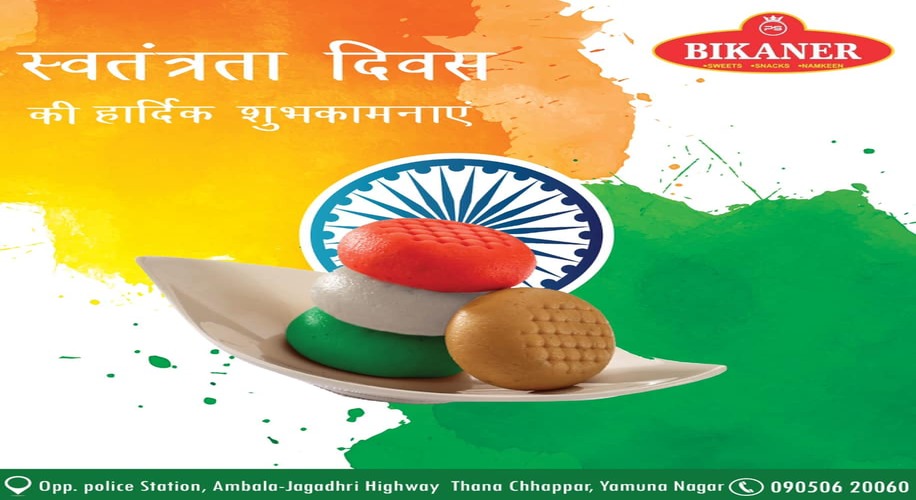 स्वतंत्रता दिवस
की हार्दिक शुभकामनाएं
PS
BIKANER
•SWEETS •SNACKS •NAMKEEN
Opp. police Station, Ambala-Jagadhri Highway Thana Chhappar, Yamuna Nagar 090506 20060